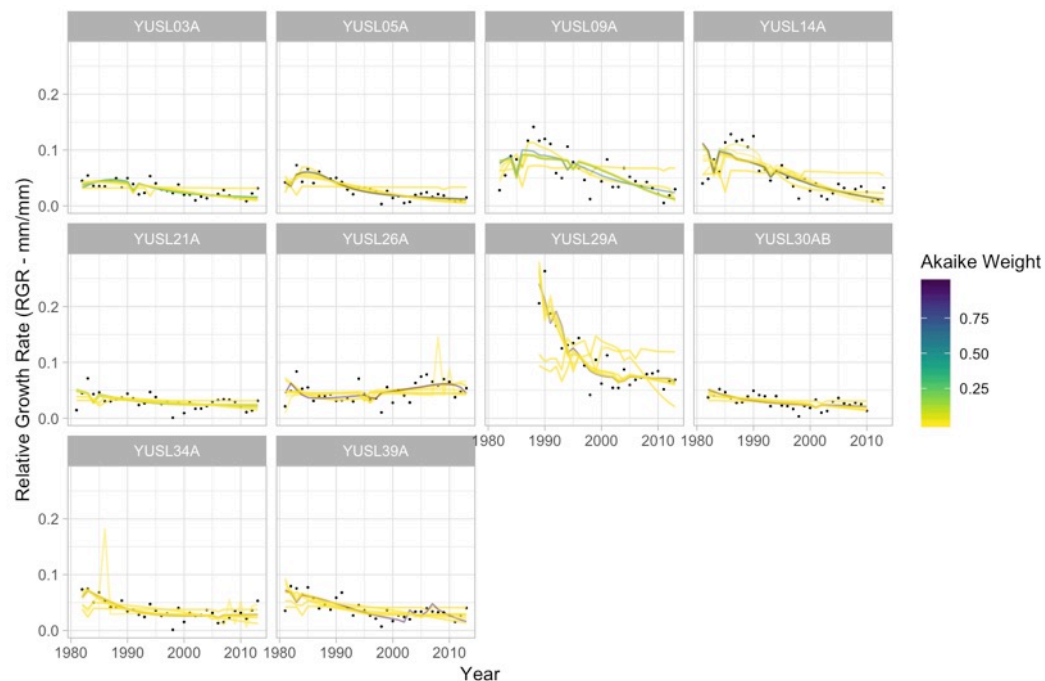 YUSL03A YUSL05A YUSL09A YUSL14A
0.2
0.1
0.0
YUSL21A YUSL26A YUSL29A YUSL30AB
0.2
0.1
0.0
1980 1990 2000 2010 1980 1990 2000 2010
YUSL34A YUSL39A
0.2
0.1
0.0
1980 1990 2000 2010 1980 1990 2000 2010
Year
Relative Growth Rate (RGR - mm/mm)
Akaike Weight
0.75
0.50
0.25